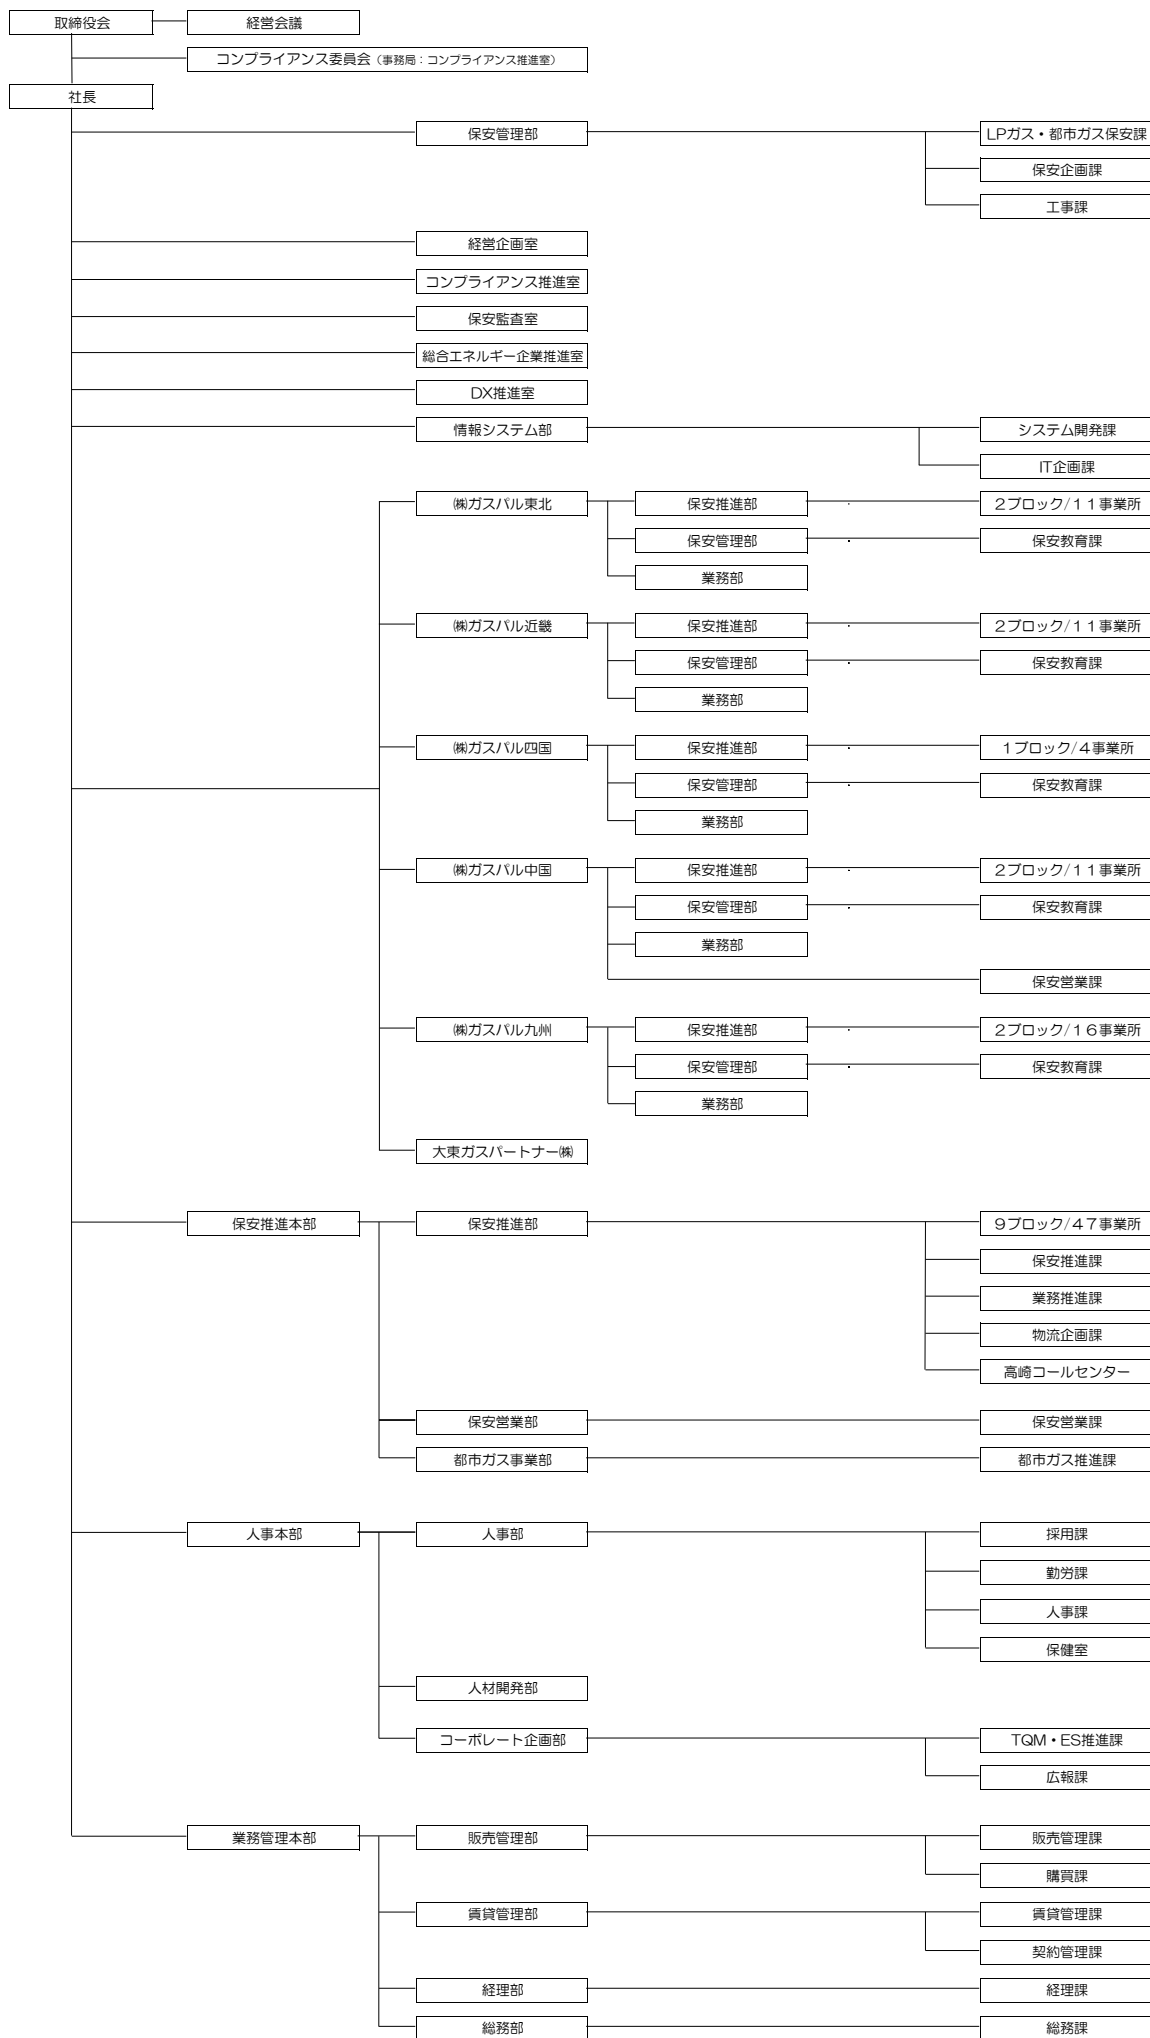 取締役会
経営会議
コンプライアンス委員会（事務局：コンプライアンス推進室）
社長
保安管理部
LPガス・都市ガス保安課
保安企画課
工事課
経営企画室
コンプライアンス推進室
保安監査室
総合エネルギー企業推進室
DX推進室
情報システム部
システム開発課
IT企画課
㈱ガスパル東北
保安推進部
2ブロック/１１事業所
保安管理部
保安教育課
業務部
㈱ガスパル近畿
保安推進部
2ブロック/１１事業所
保安管理部
保安教育課
業務部
㈱ガスパル四国
保安推進部
１ブロック/４事業所
保安管理部
保安教育課
業務部
㈱ガスパル中国
保安推進部
2ブロック/１１事業所
保安管理部
保安教育課
業務部
保安営業課
㈱ガスパル九州
保安推進部
2ブロック/１６事業所
保安管理部
保安教育課
業務部
大東ガスパートナー㈱
保安推進本部
保安推進部
９ブロック/４７事業所
保安推進課
業務推進課
物流企画課
高崎コールセンター
保安営業部
保安営業課
都市ガス事業部
都市ガス推進課
人事本部
人事部
採用課
勤労課
人事課
保健室
人材開発部
コーポレート企画部
TQM・ES推進課
広報課
業務管理本部
販売管理部
販売管理課
購買課
賃貸管理部
賃貸管理課
契約管理課
経理部
経理課
総務部
総務課